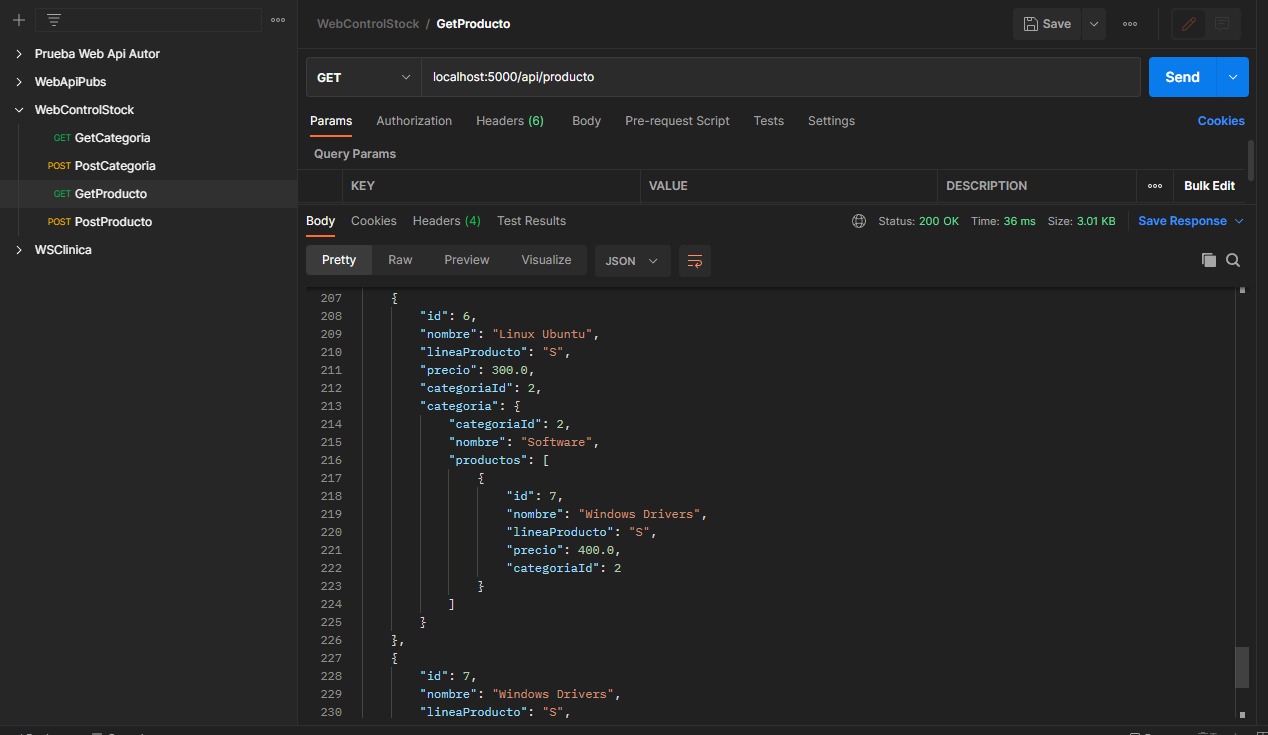 Prueba Web Api Autor
WebApiPubs
WebControlStock
GET GetCategoria
POST PostCategoria
GET GetProducto
POST PostProducto
WSClinica
WebControlStock / GetProducto
Save
GET
localhost:5000/api/producto
Send
Params Authorization Headers (6) Body Pre-request Script Tests Settings Cookies
Query Params
KEY VALUE DESCRIPTION Bulk Edit
Body Cookies Headers (4) Test Results Status: 200 OK Time: 36 ms Size: 3.01 KB Save Response
Pretty Raw Preview Visualize JSON
207 {
208 "id": 6,
209 "nombre": "Linux Ubuntu",
210 "lineaProducto": "S",
211 "precio": 300.0,
212 "categoriaId": 2,
213 "categoria": {
214 "categoriaId": 2,
215 "nombre": "Software",
216 "productos": [
217 {
218 "id": 7,
219 "nombre": "Windows Drivers",
220 "lineaProducto": "S",
221 "precio": 400.0,
222 "categoriaId": 2
223 }
224 ]
225 }
226 },
227 {
228 "id": 7,
229 "nombre": "Windows Drivers",
230 "lineaProducto": "S",